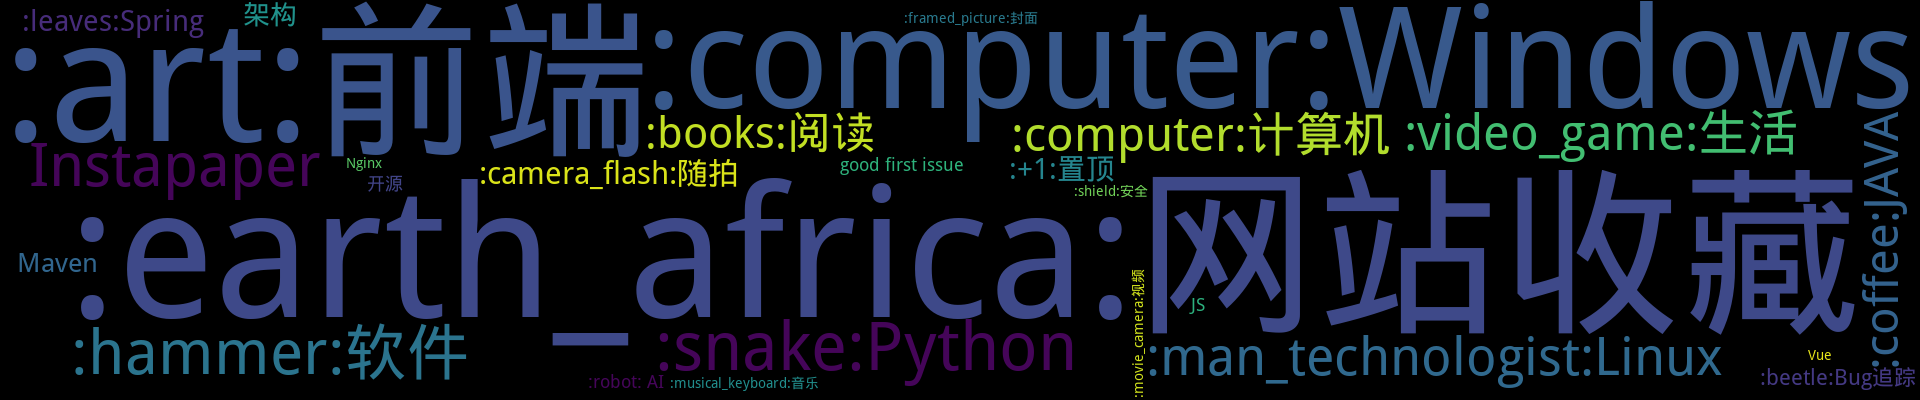 :leaves:Spring
架构
:framed_picture:封面
:art:前端
:computer:Windows
:books:阅读
:computer:计算机
:video_game:生活
Instapaper
Nginx
开源
:camera_flash:随拍
good first issue
:+1:置顶
:shield:安全
:coffee:JAVA
:earth_africa:网站收藏
Maven
:movie_camera:视频
JS
:hammer:软件
:snake:Python
:man_technologist:Linux
Vue
:robot: AI
:musical_keyboard:音乐
:beetle:Bug追踪